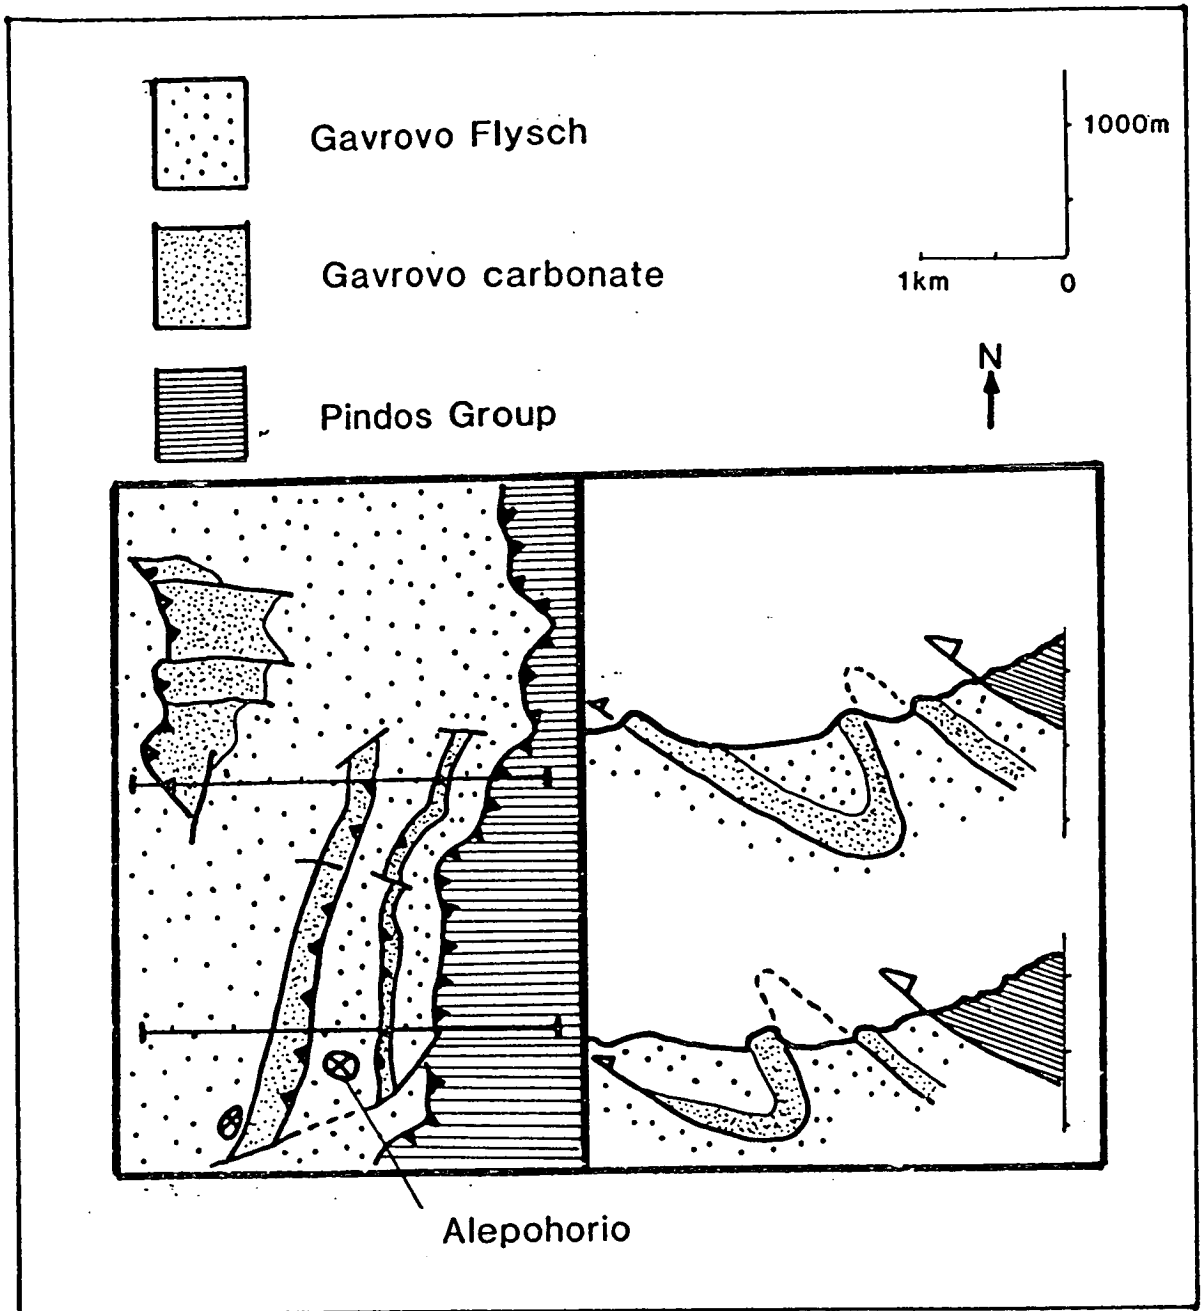 Gavrovo Flysch
1000m
Gavrovo carbonate
1km 0
N
Pindos Group
Alepohorio